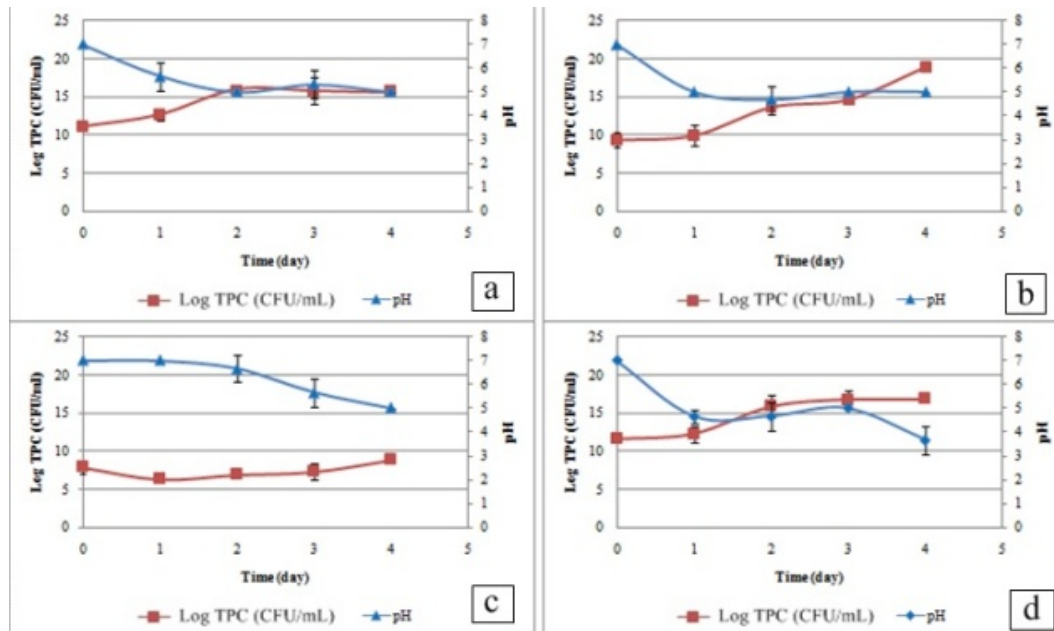 25 20 15 10 5 0
Log TPC (CFU/ml)
8 7 6 5 4 3 2 1 0
pH
0 1 2 3 4 5
Time (day)
Log TPC (CFU/mL) pH
a
25 20 15 10 5 0
Log TPC (CFU/ml)
8 7 6 5 4 3 2 1 0
pH
0 1 2 3 4 5
Time (day)
Log TPC (CFU/mL) pH
b
25 20 15 10 5 0
Log TPC (CFU/ml)
8 7 6 5 4 3 2 1 0
pH
0 1 2 3 4 5
Time (day)
Log TPC (CFU/mL) pH
c
25 20 15 10 5 0
Log TPC (CFU/ml)
8 7 6 5 4 3 2 1 0
pH
0 1 2 3 4 5
Time (day)
Log TPC (CFU/mL) pH
d